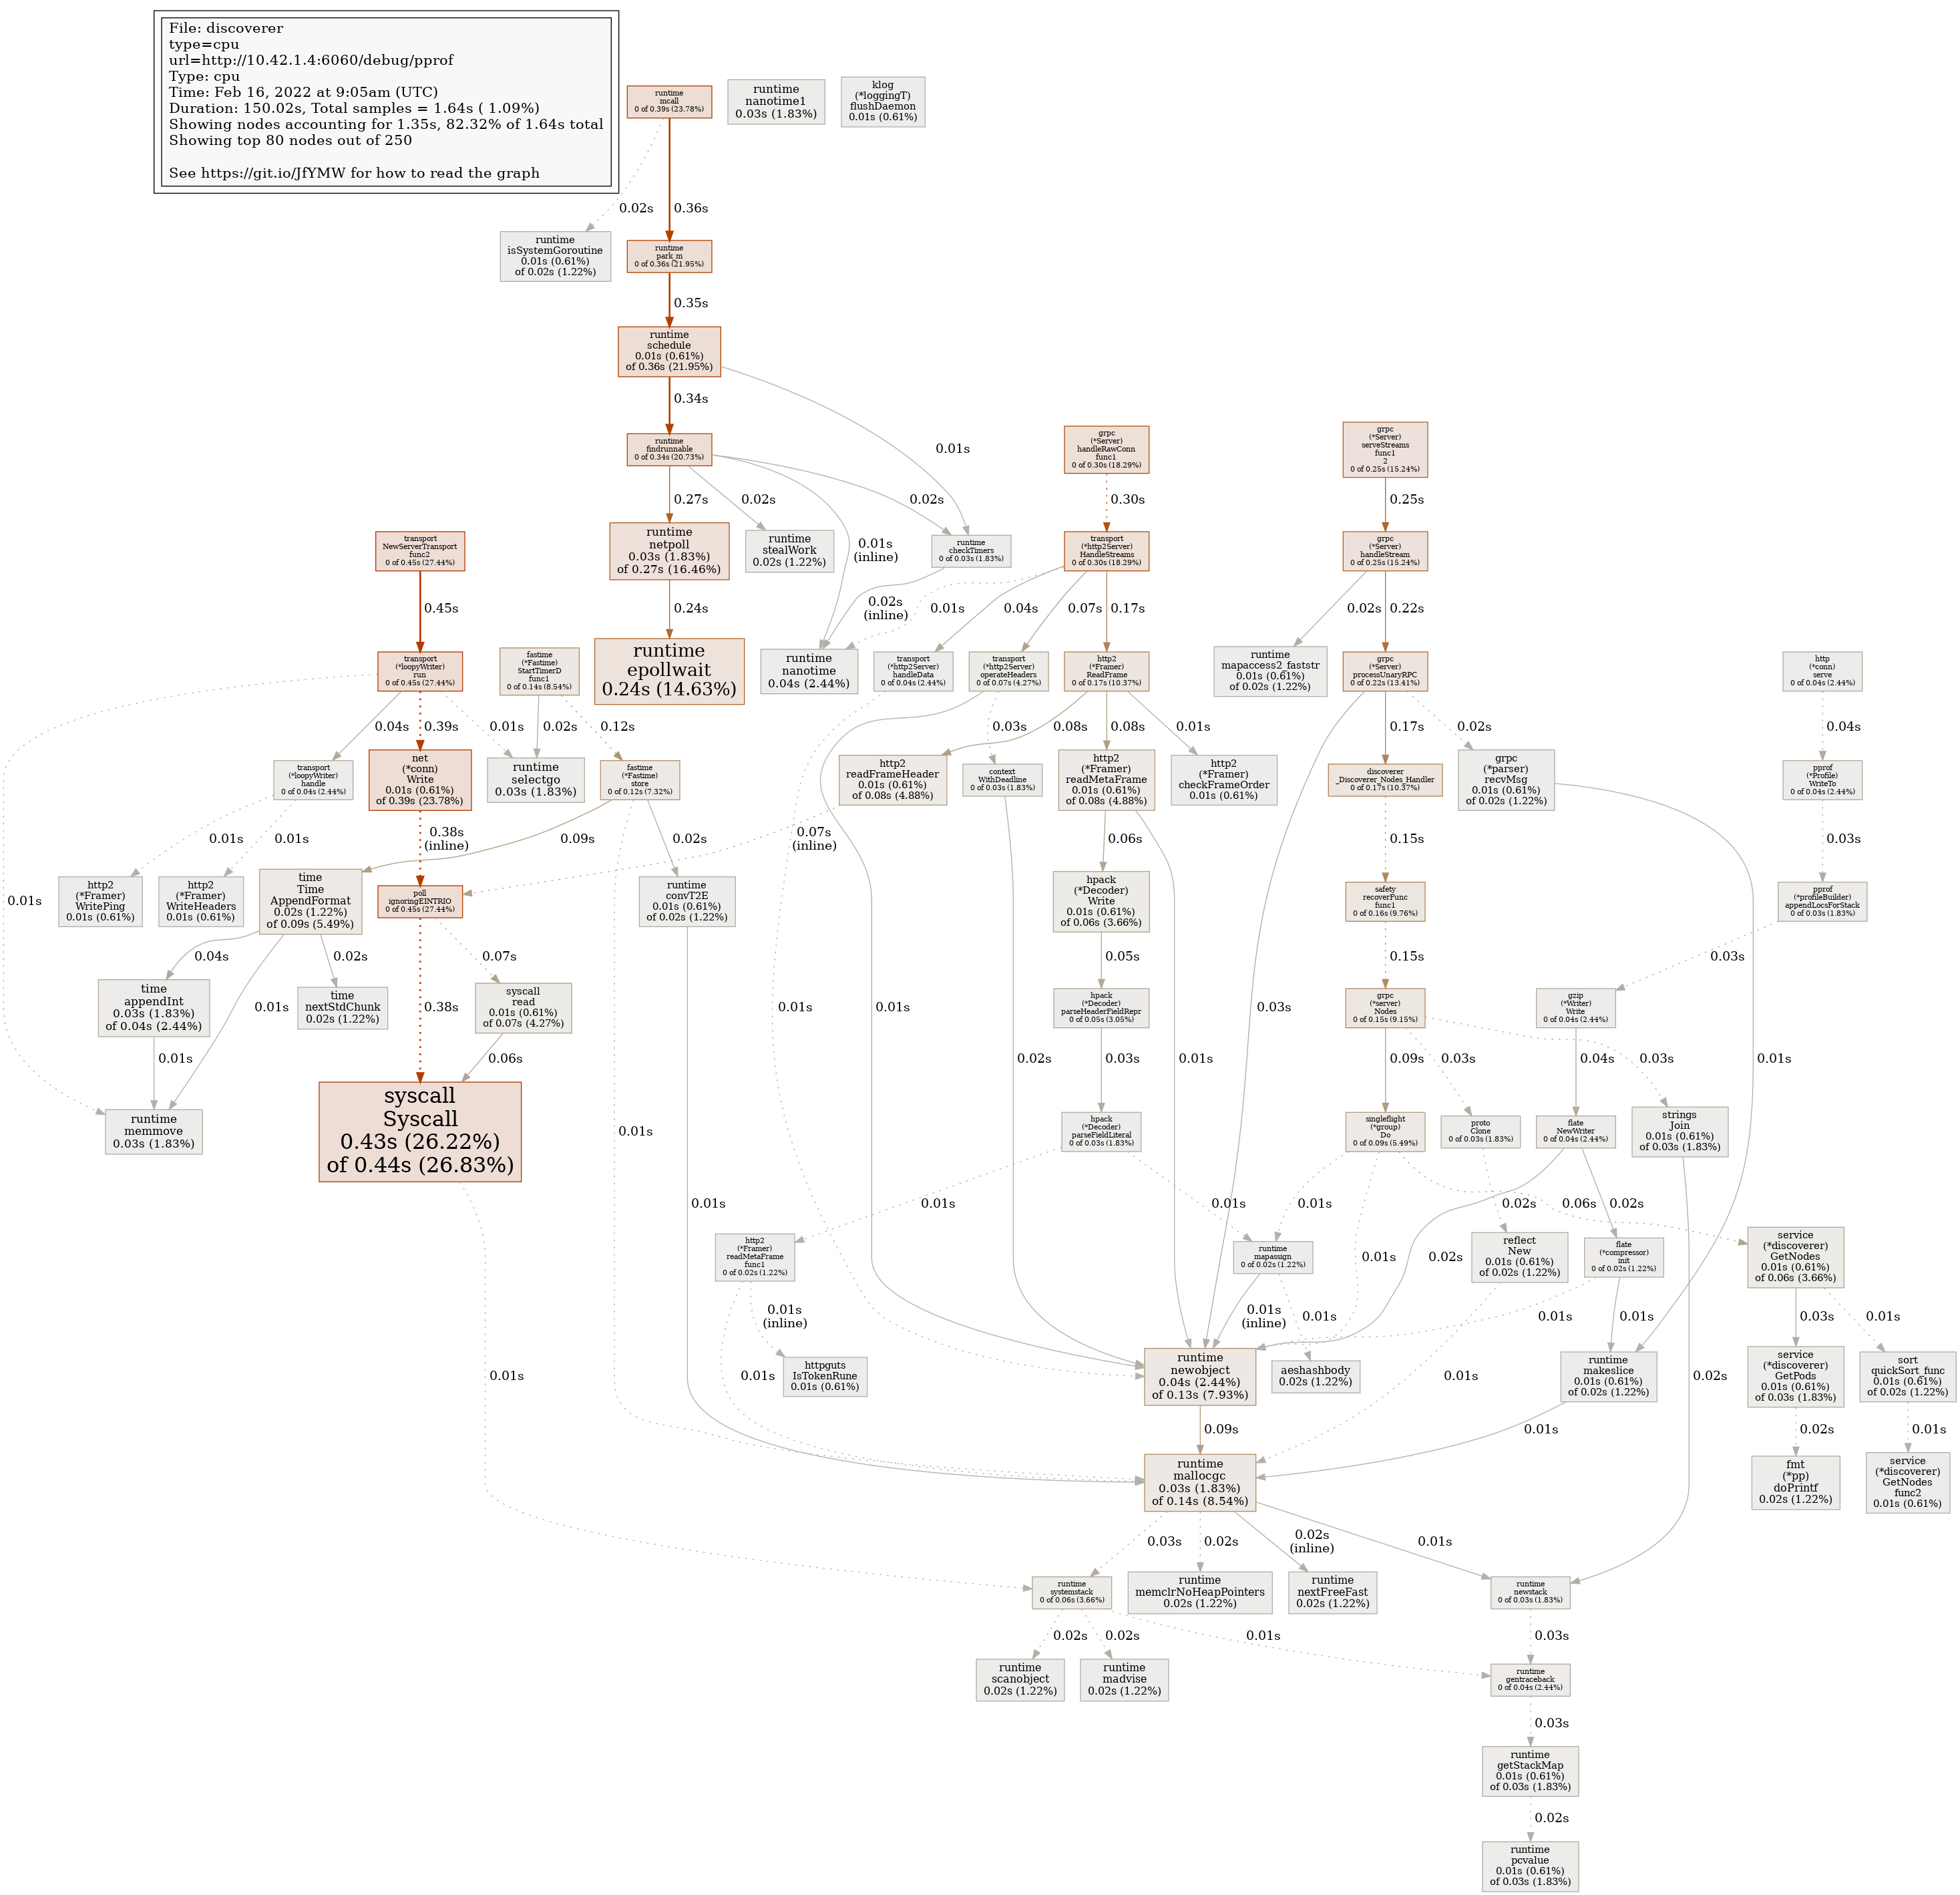 File: discoverer
type=cpu
url=http://10.42.1.4:6060/debug/pprof
Type: cpu
Time: Feb 16, 2022 at 9:05am (UTC)
Duration: 150.02s, Total samples = 1.64s ( 1.09%)
Showing nodes accounting for 1.35s, 82.32% of 1.64s total
Showing top 80 nodes out of 250
See https://git.io/JfYMW for how to read the graph
runtime
mcall
0 of 0.39s (23.78%)
runtime
nanotime1
0.03s (1.83%)
klog
(*loggingT)
flushDaemon
0.01s (0.61%)
0.02s
0.36s
runtime
isSystemGoroutine
0.01s (0.61%)
of 0.02s (1.22%)
runtime
park_m
0 of 0.36s (21.95%)
0.35s
runtime
schedule
0.01s (0.61%)
of 0.36s (21.95%)
0.34s
0.01s
runtime
findrunnable
0 of 0.34s (20.73%)
grpc
(*Server)
handleRawConn
func1
0 of 0.30s (18.29%)
grpc
(*Server)
serveStreams
func1
2
0 of 0.25s (15.24%)
0.27s
0.02s
0.01s
(inline)
0.02s
0.30s
0.25s
transport
NewServerTransport
func2
0 of 0.45s (27.44%)
runtime
netpoll
0.03s (1.83%)
of 0.27s (16.46%)
runtime
stealWork
0.02s (1.22%)
runtime
checkTimers
0 of 0.03s (1.83%)
transport
(*http2Server)
HandleStreams
0 of 0.30s (18.29%)
grpc
(*Server)
handleStream
0 of 0.25s (15.24%)
0.45s
0.24s
0.02s
(inline)
0.01s
0.04s
0.07s
0.17s
0.02s
0.22s
transport
(*loopyWriter)
run
0 of 0.45s (27.44%)
fastime
(*Fastime)
StartTimerD
func1
0 of 0.14s (8.54%)
runtime
epollwait
0.24s (14.63%)
runtime
nanotime
0.04s (2.44%)
transport
(*http2Server)
handleData
0 of 0.04s (2.44%)
transport
(*http2Server)
operateHeaders
0 of 0.07s (4.27%)
http2
(*Framer)
ReadFrame
0 of 0.17s (10.37%)
runtime
mapaccess2_faststr
0.01s (0.61%)
of 0.02s (1.22%)
grpc
(*Server)
processUnaryRPC
0 of 0.22s (13.41%)
http
(*conn)
serve
0 of 0.04s (2.44%)
0.04s
0.39s
0.01s
0.02s
0.12s
0.03s
0.08s
0.08s
0.01s
0.17s
0.02s
0.04s
transport
(*loopyWriter)
handle
0 of 0.04s (2.44%)
net
(*conn)
Write
0.01s (0.61%)
of 0.39s (23.78%)
runtime
selectgo
0.03s (1.83%)
fastime
(*Fastime)
store
0 of 0.12s (7.32%)
http2
readFrameHeader
0.01s (0.61%)
of 0.08s (4.88%)
context
WithDeadline
0 of 0.03s (1.83%)
http2
(*Framer)
readMetaFrame
0.01s (0.61%)
of 0.08s (4.88%)
http2
(*Framer)
checkFrameOrder
0.01s (0.61%)
discoverer
_Discoverer_Nodes_Handler
0 of 0.17s (10.37%)
grpc
(*parser)
recvMsg
0.01s (0.61%)
of 0.02s (1.22%)
pprof
(*Profile)
WriteTo
0 of 0.04s (2.44%)
0.01s
0.01s
0.38s
(inline)
0.09s
0.02s
0.07s
(inline)
0.06s
0.15s
0.03s
http2
(*Framer)
WritePing
0.01s (0.61%)
http2
(*Framer)
WriteHeaders
0.01s (0.61%)
time
Time
AppendFormat
0.02s (1.22%)
of 0.09s (5.49%)
poll
ignoringEINTRIO
0 of 0.45s (27.44%)
runtime
convT2E
0.01s (0.61%)
of 0.02s (1.22%)
hpack
(*Decoder)
Write
0.01s (0.61%)
of 0.06s (3.66%)
safety
recoverFunc
func1
0 of 0.16s (9.76%)
pprof
(*profileBuilder)
appendLocsForStack
0 of 0.03s (1.83%)
0.01s
0.04s
0.02s
0.07s
0.05s
0.15s
0.03s
time
appendInt
0.03s (1.83%)
of 0.04s (2.44%)
0.01s
time
nextStdChunk
0.02s (1.22%)
0.38s
syscall
read
0.01s (0.61%)
of 0.07s (4.27%)
0.01s
0.01s
hpack
(*Decoder)
parseHeaderFieldRepr
0 of 0.05s (3.05%)
0.03s
grpc
(*server)
Nodes
0 of 0.15s (9.15%)
gzip
(*Writer)
Write
0 of 0.04s (2.44%)
0.01s
0.06s
0.02s
0.03s
0.01s
0.09s
0.03s
0.03s
0.04s
0.01s
runtime
memmove
0.03s (1.83%)
syscall
Syscall
0.43s (26.22%)
of 0.44s (26.83%)
0.01s
hpack
(*Decoder)
parseFieldLiteral
0 of 0.03s (1.83%)
singleflight
(*group)
Do
0 of 0.09s (5.49%)
proto
Clone
0 of 0.03s (1.83%)
flate
NewWriter
0 of 0.04s (2.44%)
strings
Join
0.01s (0.61%)
of 0.03s (1.83%)
0.01s
0.01s
0.01s
0.01s
0.02s
0.06s
0.02s
http2
(*Framer)
readMetaFrame
func1
0 of 0.02s (1.22%)
runtime
mapassign
0 of 0.02s (1.22%)
0.01s
0.02s
reflect
New
0.01s (0.61%)
of 0.02s (1.22%)
flate
(*compressor)
init
0 of 0.02s (1.22%)
service
(*discoverer)
GetNodes
0.01s (0.61%)
of 0.06s (3.66%)
0.01s
(inline)
0.01s
(inline)
0.01s
0.01s
0.01s
0.03s
0.01s
0.01s
0.01s
httpguts
IsTokenRune
0.01s (0.61%)
runtime
newobject
0.04s (2.44%)
of 0.13s (7.93%)
aeshashbody
0.02s (1.22%)
0.01s
runtime
makeslice
0.01s (0.61%)
of 0.02s (1.22%)
0.02s
service
(*discoverer)
GetPods
0.01s (0.61%)
of 0.03s (1.83%)
sort
quickSort_func
0.01s (0.61%)
of 0.02s (1.22%)
0.09s
0.01s
0.02s
0.01s
runtime
mallocgc
0.03s (1.83%)
of 0.14s (8.54%)
fmt
(*pp)
doPrintf
0.02s (1.22%)
service
(*discoverer)
GetNodes
func2
0.01s (0.61%)
0.03s
0.02s
0.02s
(inline)
0.01s
runtime
systemstack
0 of 0.06s (3.66%)
runtime
memclrNoHeapPointers
0.02s (1.22%)
runtime
nextFreeFast
0.02s (1.22%)
runtime
newstack
0 of 0.03s (1.83%)
0.02s
0.02s
0.01s
0.03s
runtime
scanobject
0.02s (1.22%)
runtime
madvise
0.02s (1.22%)
runtime
gentraceback
0 of 0.04s (2.44%)
0.03s
runtime
getStackMap
0.01s (0.61%)
of 0.03s (1.83%)
0.02s
runtime
pcvalue
0.01s (0.61%)
of 0.03s (1.83%)